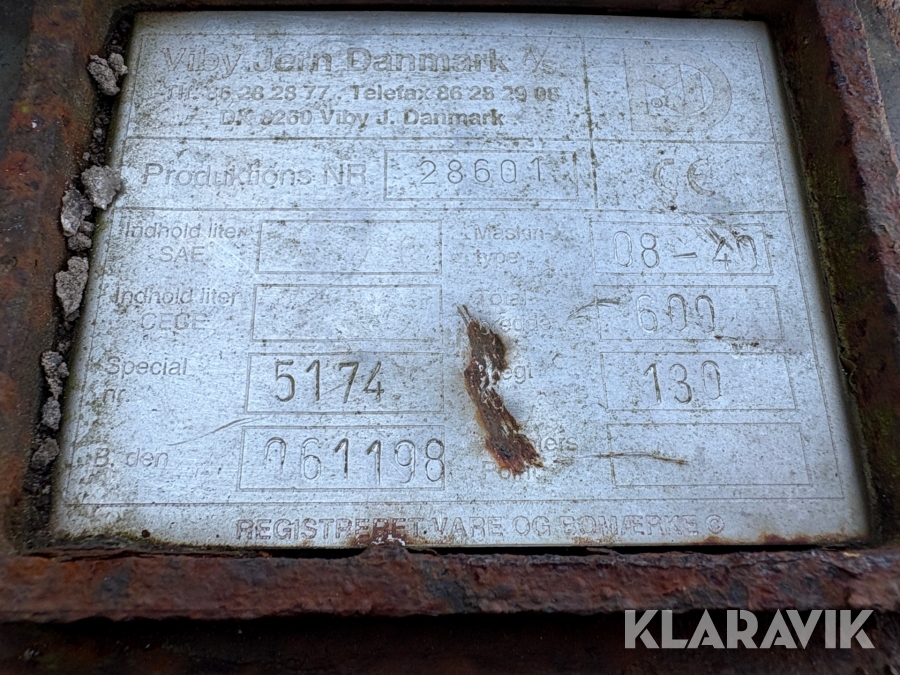 Viby Jern Danmark A/S
Tlf. 86 28 28 77 . Telefax 86 28 29 08
DK 8260 Viby J. Danmark
Produktions NR. 28601
CE
Indhold liter SAE
Maskin type 08-40
Indhold liter CECE
Total 600
Special nr. 5174
130
B. den 061198
REGISTRERET VARE OG BOMÆRKE ©
KLARAVIK